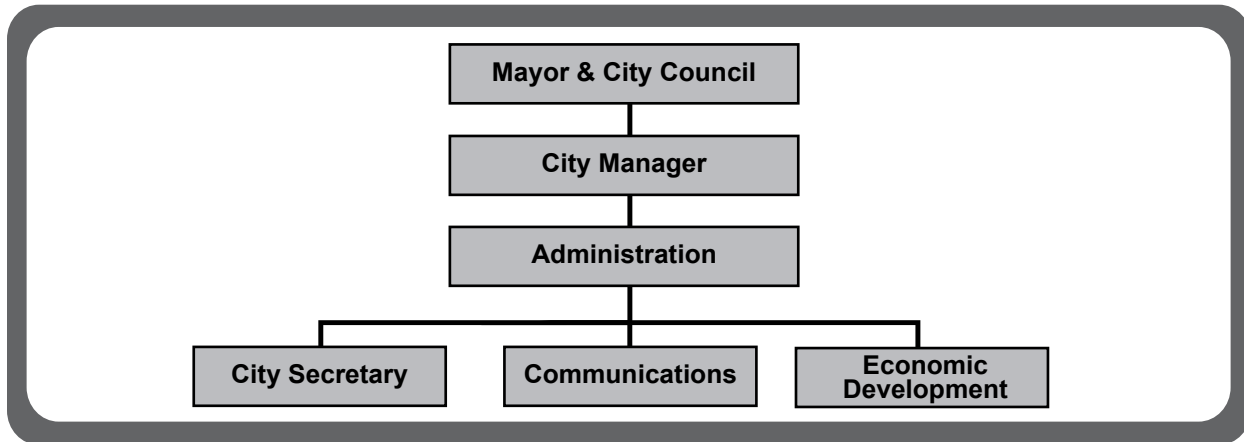 Mayor & City Council
City Manager
Administration
City Secretary
Communications
Economic
Development